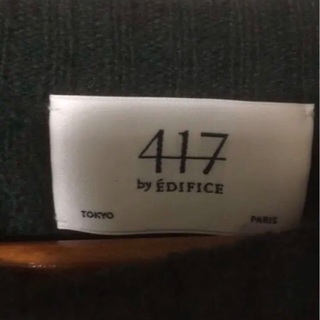 417
by ÉDIFICE
TOKYO PARIS